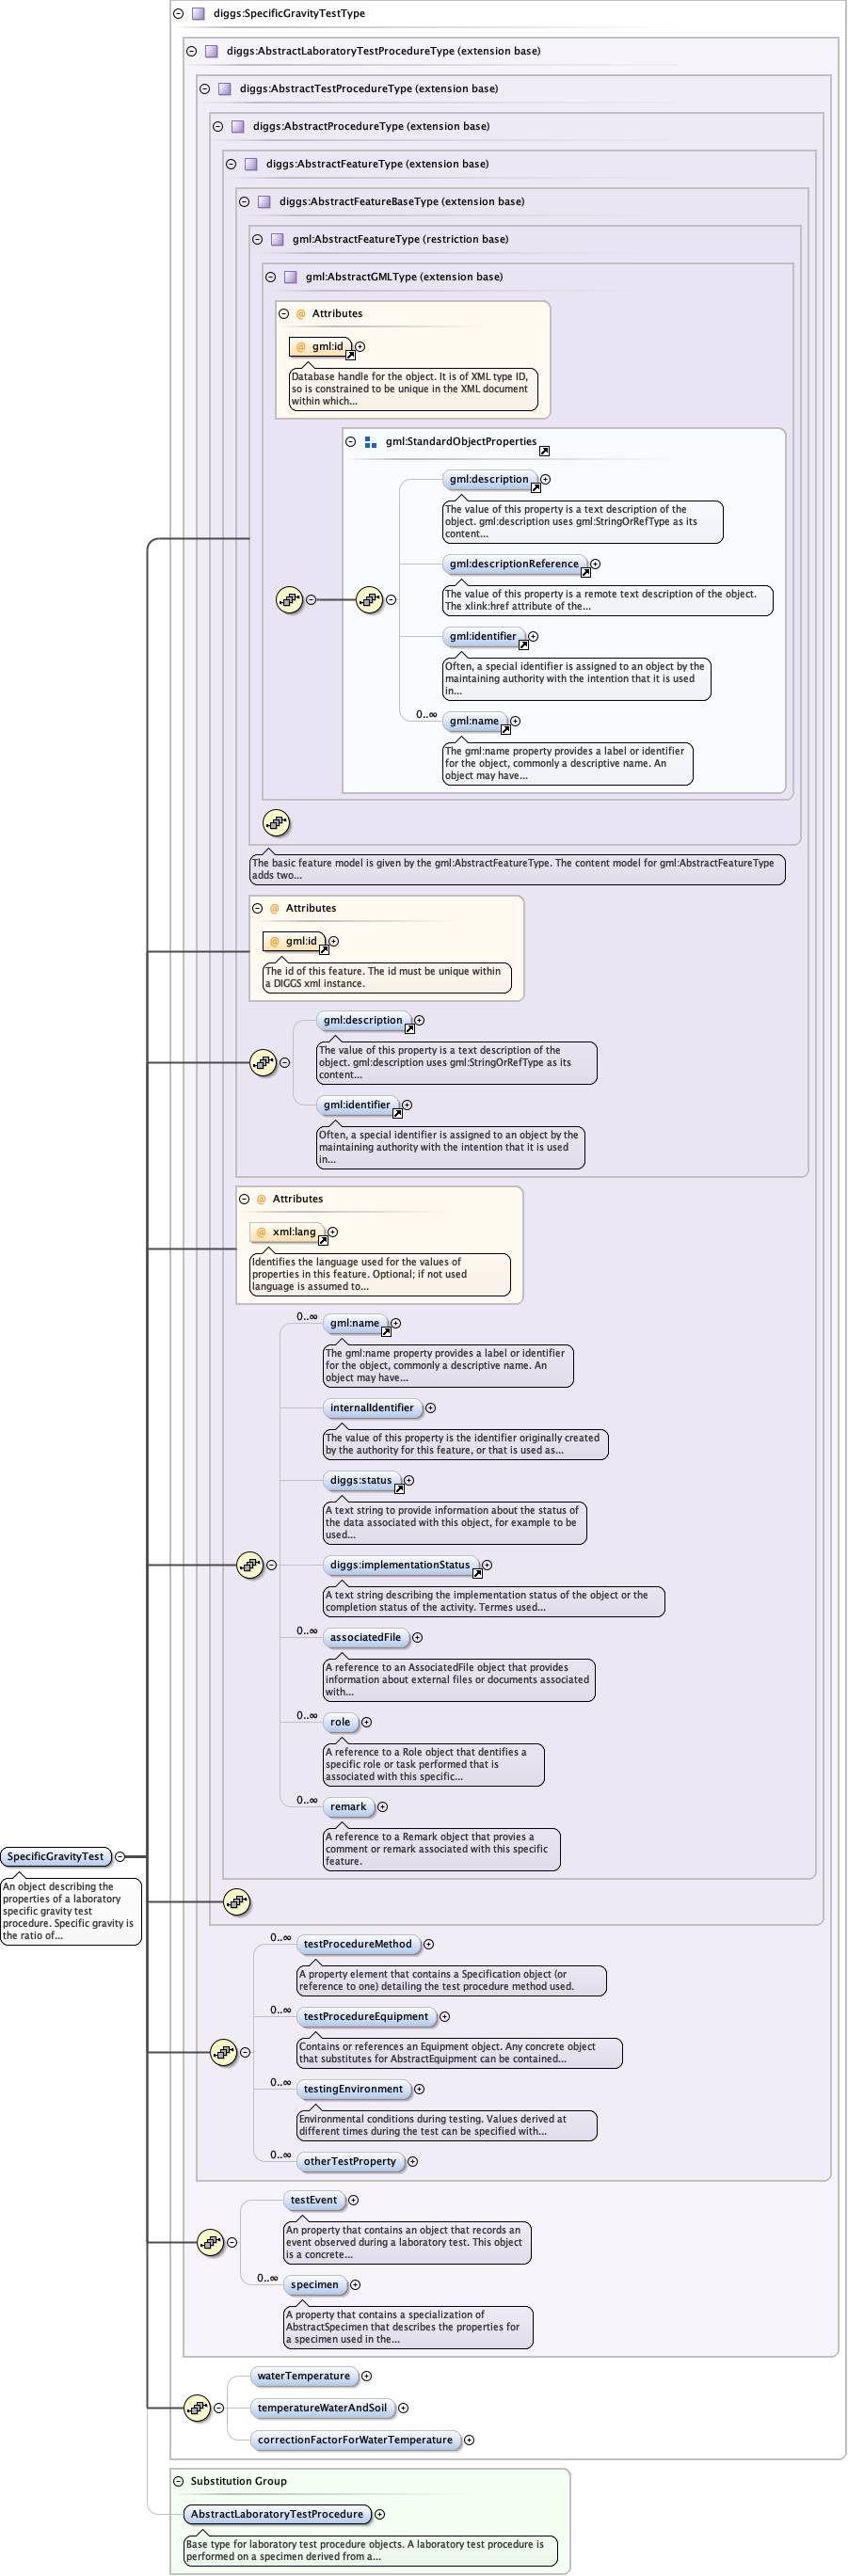 diggs:SpecificGravityTestType
diggs:AbstractLaboratoryTestProcedureType (extension base)
diggs:AbstractTestProcedureType (extension base)
diggs:AbstractProcedureType (extension base)
diggs:AbstractFeatureType (extension base)
diggs:AbstractFeatureBaseType (extension base)
gml:AbstractFeatureType (restriction base)
gml:AbstractGMLType (extension base)
@ Attributes
@ gml:id
Database handle for the object. It is of XML type ID,
so is constrained to be unique in the XML document
within which...
gml:StandardObjectProperties
gml:description
The value of this property is a text description of the
object. gml:description uses gml:StringOrRefType as its
content...
gml:descriptionReference
The value of this property is a remote text description of the object.
The xlink:href attribute of the...
gml:identifier
Often, a special identifier is assigned to an object by the
maintaining authority with the intention that it is used
in...
0..∞
gml:name
The gml:name property provides a label or identifier
for the object, commonly a descriptive name. An
object may have...
The basic feature model is given by the gml:AbstractFeatureType. The content model for gml:AbstractFeatureType
adds two...
@ Attributes
@ gml:id
The id of this feature. The id must be unique within
a DIGGS xml instance.
gml:description
The value of this property is a text description of the
object. gml:description uses gml:StringOrRefType as its
content...
gml:identifier
Often, a special identifier is assigned to an object by the
maintaining authority with the intention that it is used
in...
@ Attributes
@ xml:lang
Identifies the language used for the values of
properties in this feature. Optional; if not used
language is assumed to...
0..∞
gml:name
The gml:name property provides a label or identifier
for the object, commonly a descriptive name. An
object may have...
internalIdentifier
The value of this property is the identifier originally created
by the authority for this feature, or that is used as...
diggs:status
A text string to provide information about the status of
the data associated with this object, for example to be
used...
diggs:implementationStatus
A text string describing the implementation status of the object or the
completion status of the activity. Termes used...
0..∞
associatedFile
A reference to an AssociatedFile object that provides
information about external files or documents associated
with...
0..∞
role
A reference to a Role object that dentifies a
specific role or task performed that is
associated with this specific...
0..∞
remark
A reference to a Remark object that provies a
comment or remark associated with this specific
feature.
SpecificGravityTest
An object describing the
properties of a laboratory
specific gravity test
procedure. Specific gravity is
the ratio of...
0..∞
testProcedureMethod
A property element that contains a Specification object (or
reference to one) detailing the test procedure method used.
0..∞
testProcedureEquipment
Contains or references an Equipment object. Any concrete object
that substitutes for AbstractEquipment can be contained...
0..∞
testingEnvironment
Environmental conditions during testing. Values derived at
different times during the test can be specified with...
0..∞
otherTestProperty
testEvent
An property that contains an object that records an
event observed during a laboratory test. This object
is a concrete...
0..∞
specimen
A property that contains a specialization of
AbstractSpecimen that describes the properties for
a specimen used in the...
waterTemperature
temperatureWaterAndSoil
correctionFactorForWaterTemperature
Substitution Group
AbstractLaboratoryTestProcedure
Base type for laboratory test procedure objects. A laboratory test procedure is
performed on a specimen derived from a...